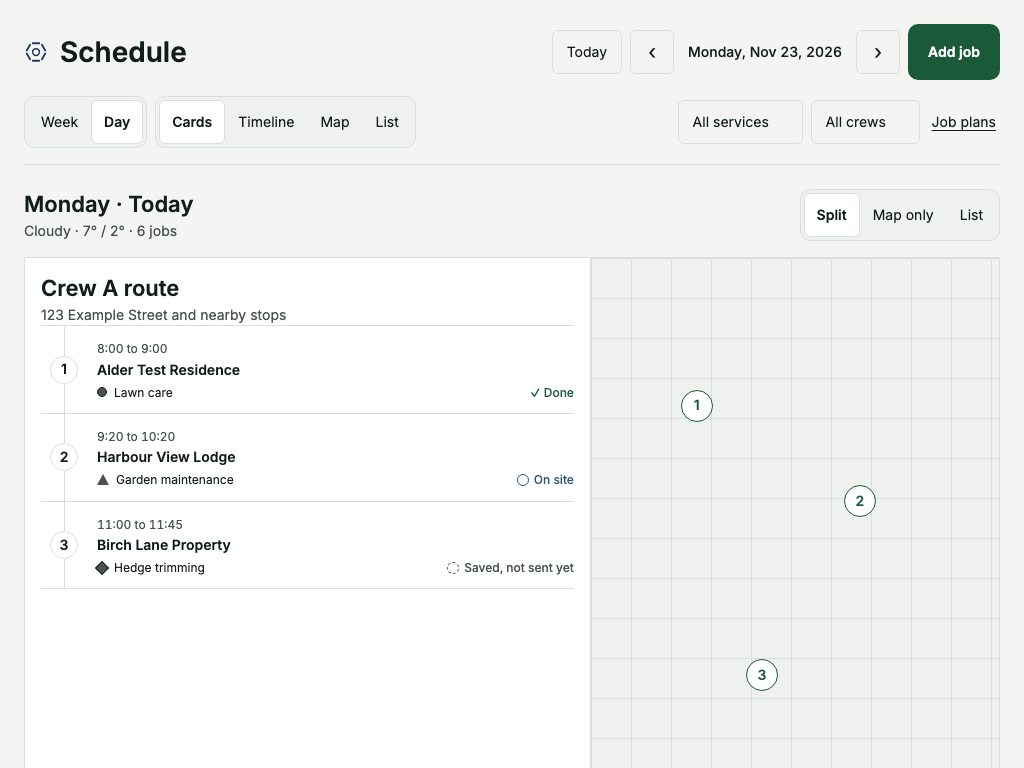 Schedule
Today
Monday, Nov 23, 2026
Add job
Week
Day
Cards
Timeline
Map
List
All services
All crews
Job plans
Monday · Today
Cloudy · 7° / 2° · 6 jobs
Split
Map only
List
Crew A route
123 Example Street and nearby stops
1
8:00 to 9:00
Alder Test Residence
Lawn care
✓ Done
2
9:20 to 10:20
Harbour View Lodge
Garden maintenance
On site
3
11:00 to 11:45
Birch Lane Property
Hedge trimming
Saved, not sent yet
1
2
3